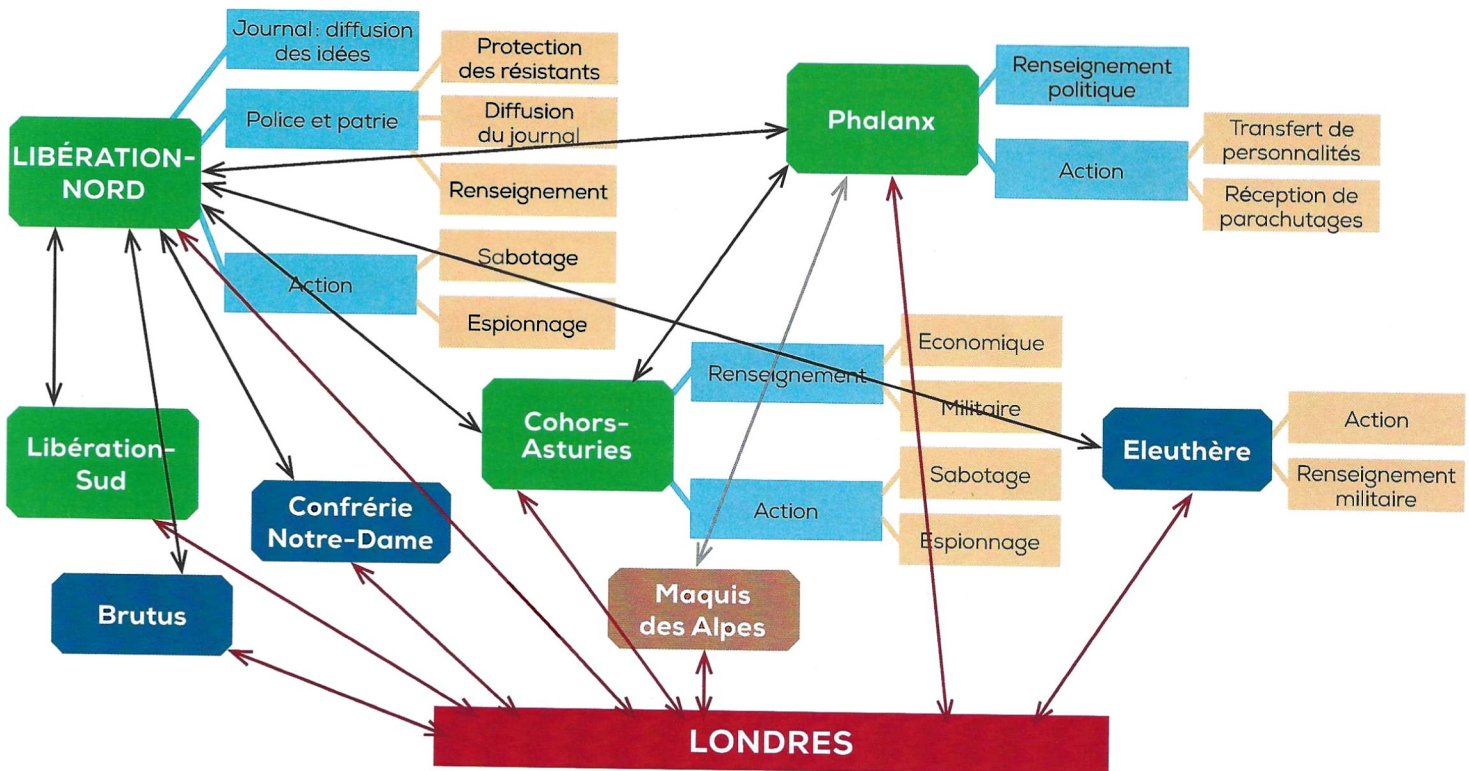 Journal : diffusion
des idées
Police et patrie
Action
Protection
des résistants
Diffusion
du journal
Renseignement
Sabotage
Espionnage
LIBÉRATION-
NORD
Phalanx
Renseignement
politique
Action
Transfert de
personnalités
Réception de
parachutages
Libération-
Sud
Brutus
Confrérie
Notre-Dame
Cohors-
Asturies
Renseignement
Economique
Militaire
Action
Sabotage
Espionnage
Maquis
des Alpes
Eleuthère
Action
Renseignement
militaire
LONDRES